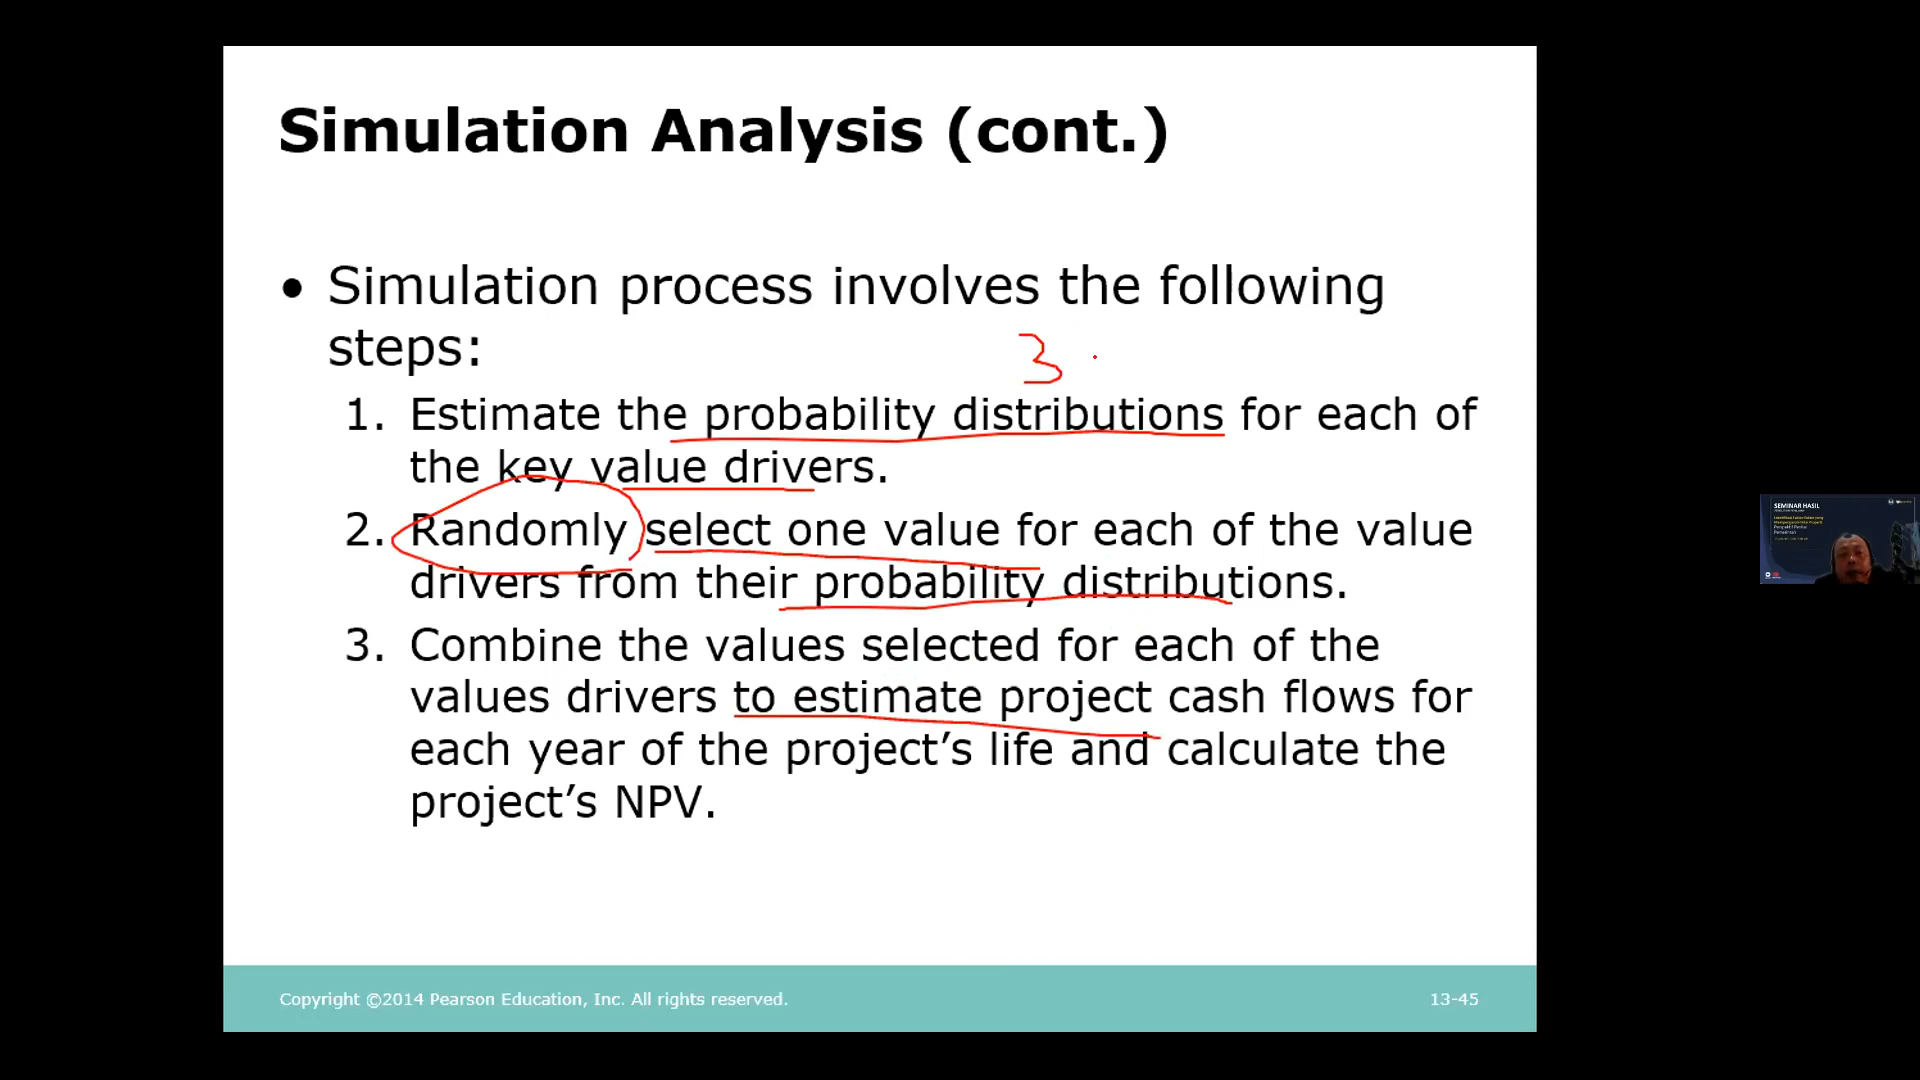 Simulation Analysis (cont.)
• Simulation process involves the following
steps:
3
1. Estimate the probability distributions for each of
the key value drivers.
2. Randomly select one value for each of the value
drivers from their probability distributions.
3. Combine the values selected for each of the
values drivers to estimate project cash flows for
each year of the project’s life and calculate the
project’s NPV.
Copyright ©2014 Pearson Education, Inc. All rights reserved.
13-45
SEMINAR HASIL